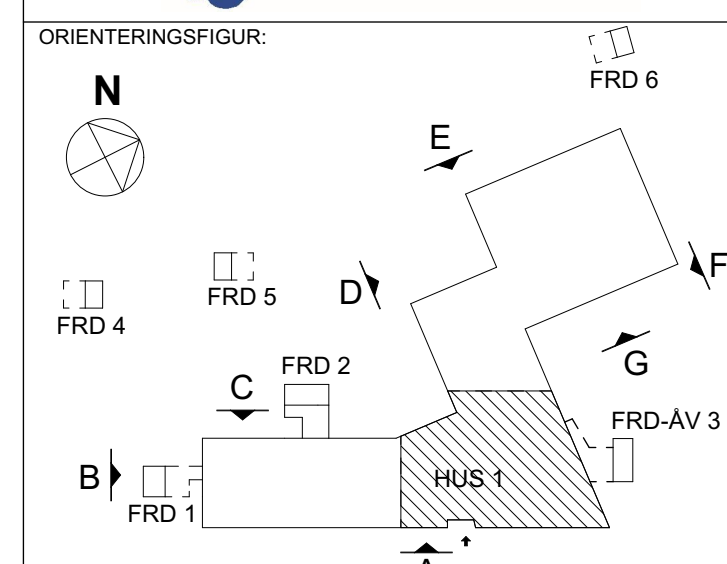 ORIENTERINGSFIGUR:
N
FRD 6
E
D
F
FRD 5
FRD 4
G
FRD 2
C
FRD-ÅV 3
B
HUS 1
FRD 1
A